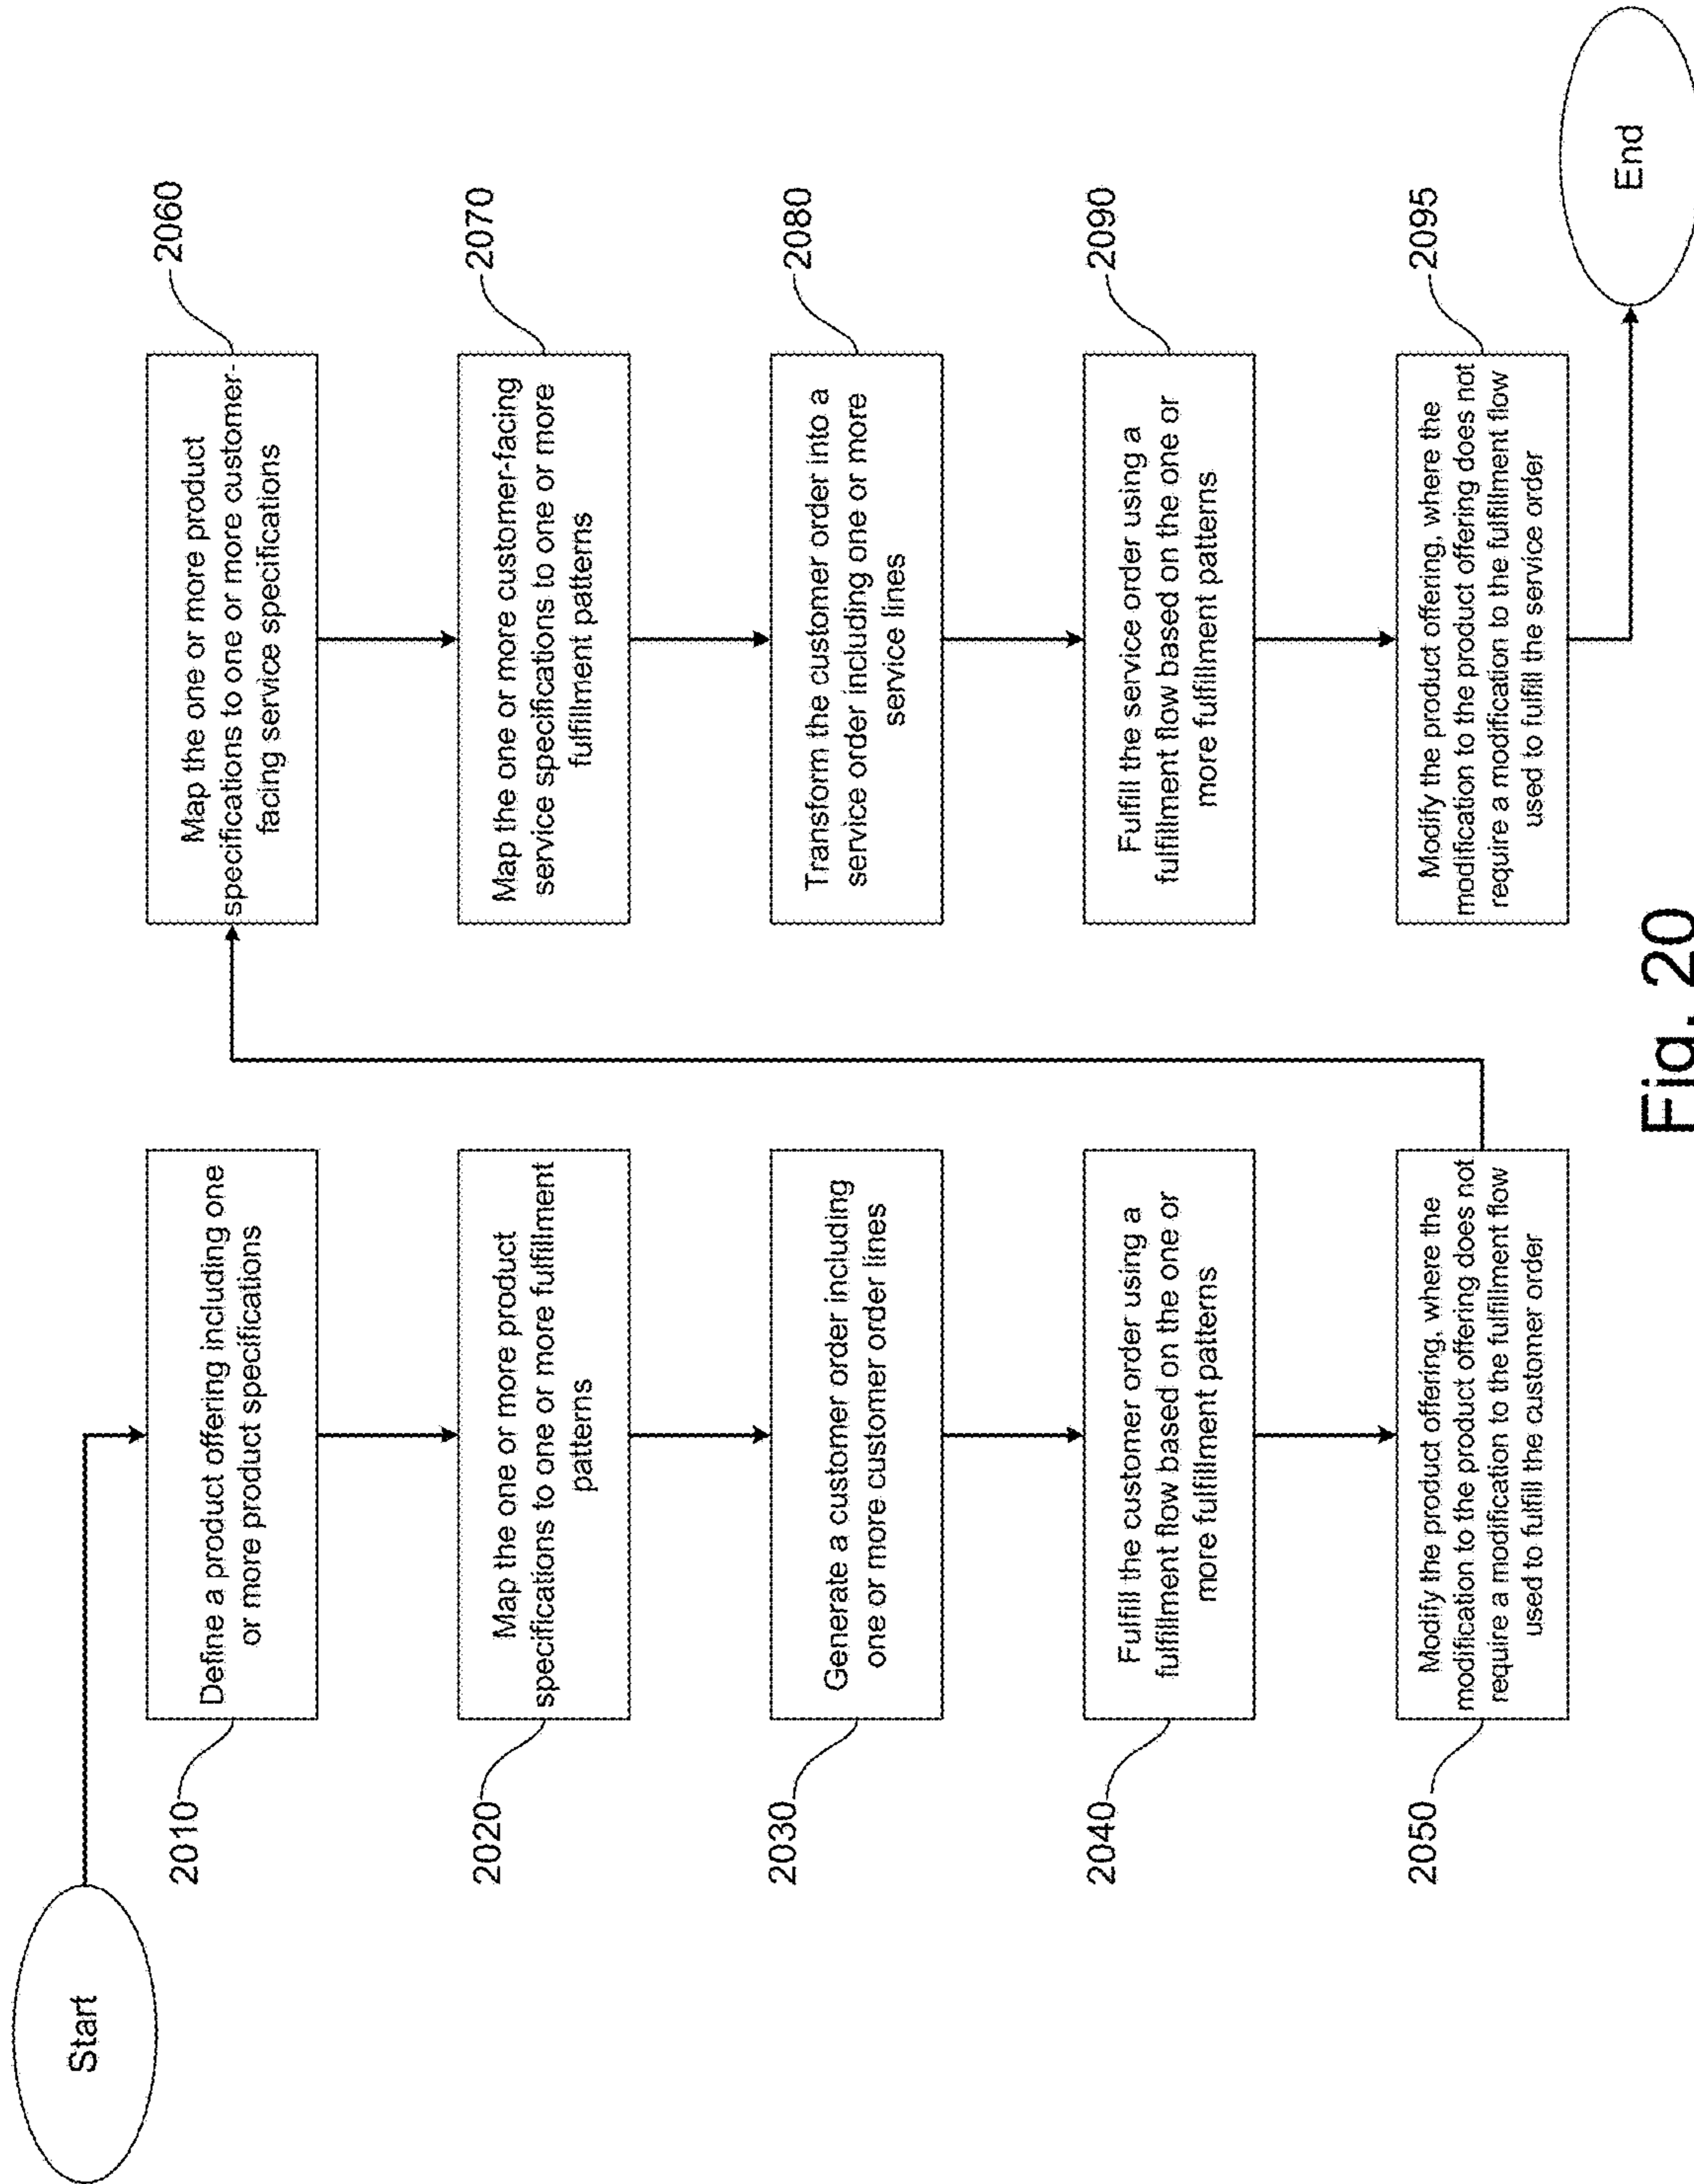 Start
2010
Define a product offering including one
or more product specifications
2020
Map the one or more product
specifications to one or more fulfillment
patterns
2030
Generate a customer order including
one or more customer order lines
2040
Fulfill the customer order using a
fulfillment flow based on the one or
more fulfillment patterns
2050
Modify the product offering, where the
modification to the product offering does not
require a modification to the fulfillment flow
used to fulfill the customer order
2060
Map the one or more product
specifications to one or more customer-
facing service specifications
2070
Map the one or more customer-facing
service specifications to one or more
fulfillment patterns
2080
Transform the customer order into a
service order including one or more
service lines
2090
Fulfill the service order using a
fulfillment flow based on the one or
more fulfillment patterns
2095
Modify the product offering, where the
modification to the product offering does not
require a modification to the fulfillment flow
used to fulfill the service order
End
Fig. 20